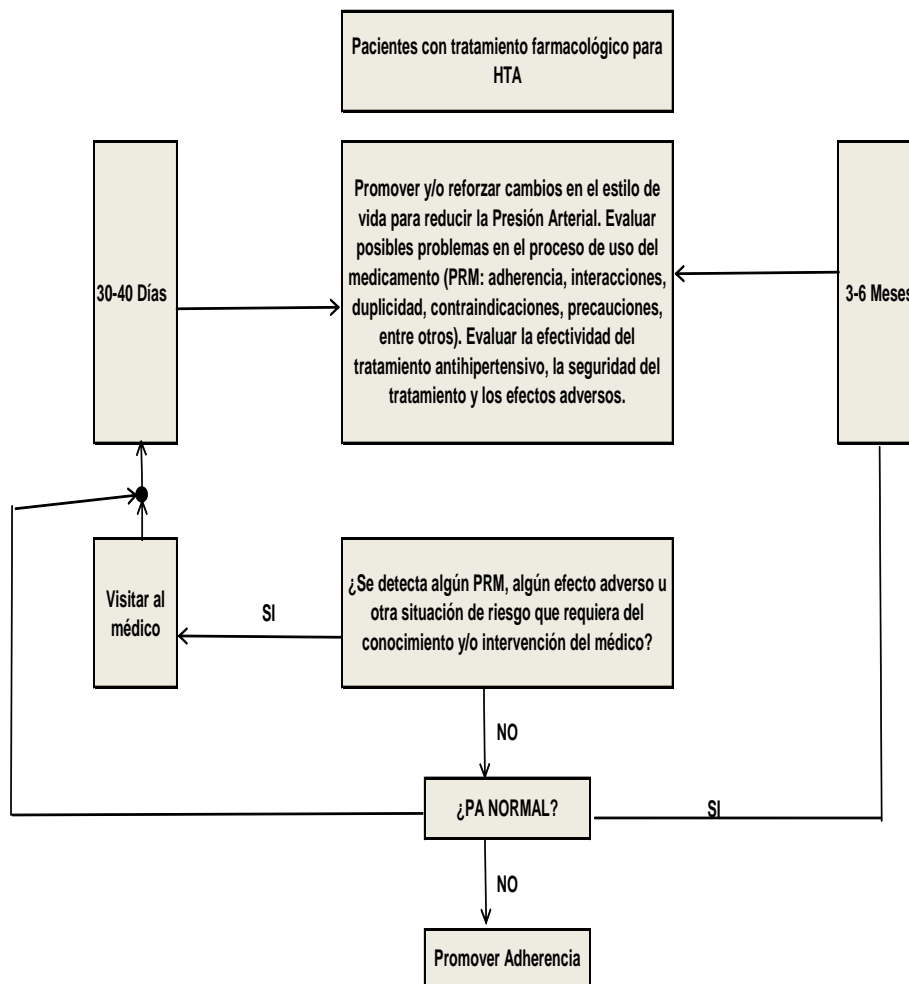 Pacientes con tratamiento farmacológico para
HTA
Promover y/o reforzar cambios en el estilo de
vida para reducir la Presión Arterial. Evaluar
posibles problemas en el proceso de uso del
medicamento (PRM: adherencia, interacciones,
duplicidad, contraindicaciones, precauciones,
entre otros). Evaluar la efectividad del
tratamiento antihipertensivo, la seguridad del
tratamiento y los efectos adversos.
30-40 Días
3-6 Meses
¿Se detecta algún PRM, algún efecto adverso u
otra situación de riesgo que requiera del
conocimiento y/o intervención del médico?
SI
Visitar al
médico
NO
¿PA NORMAL?
SI
NO
Promover Adherencia